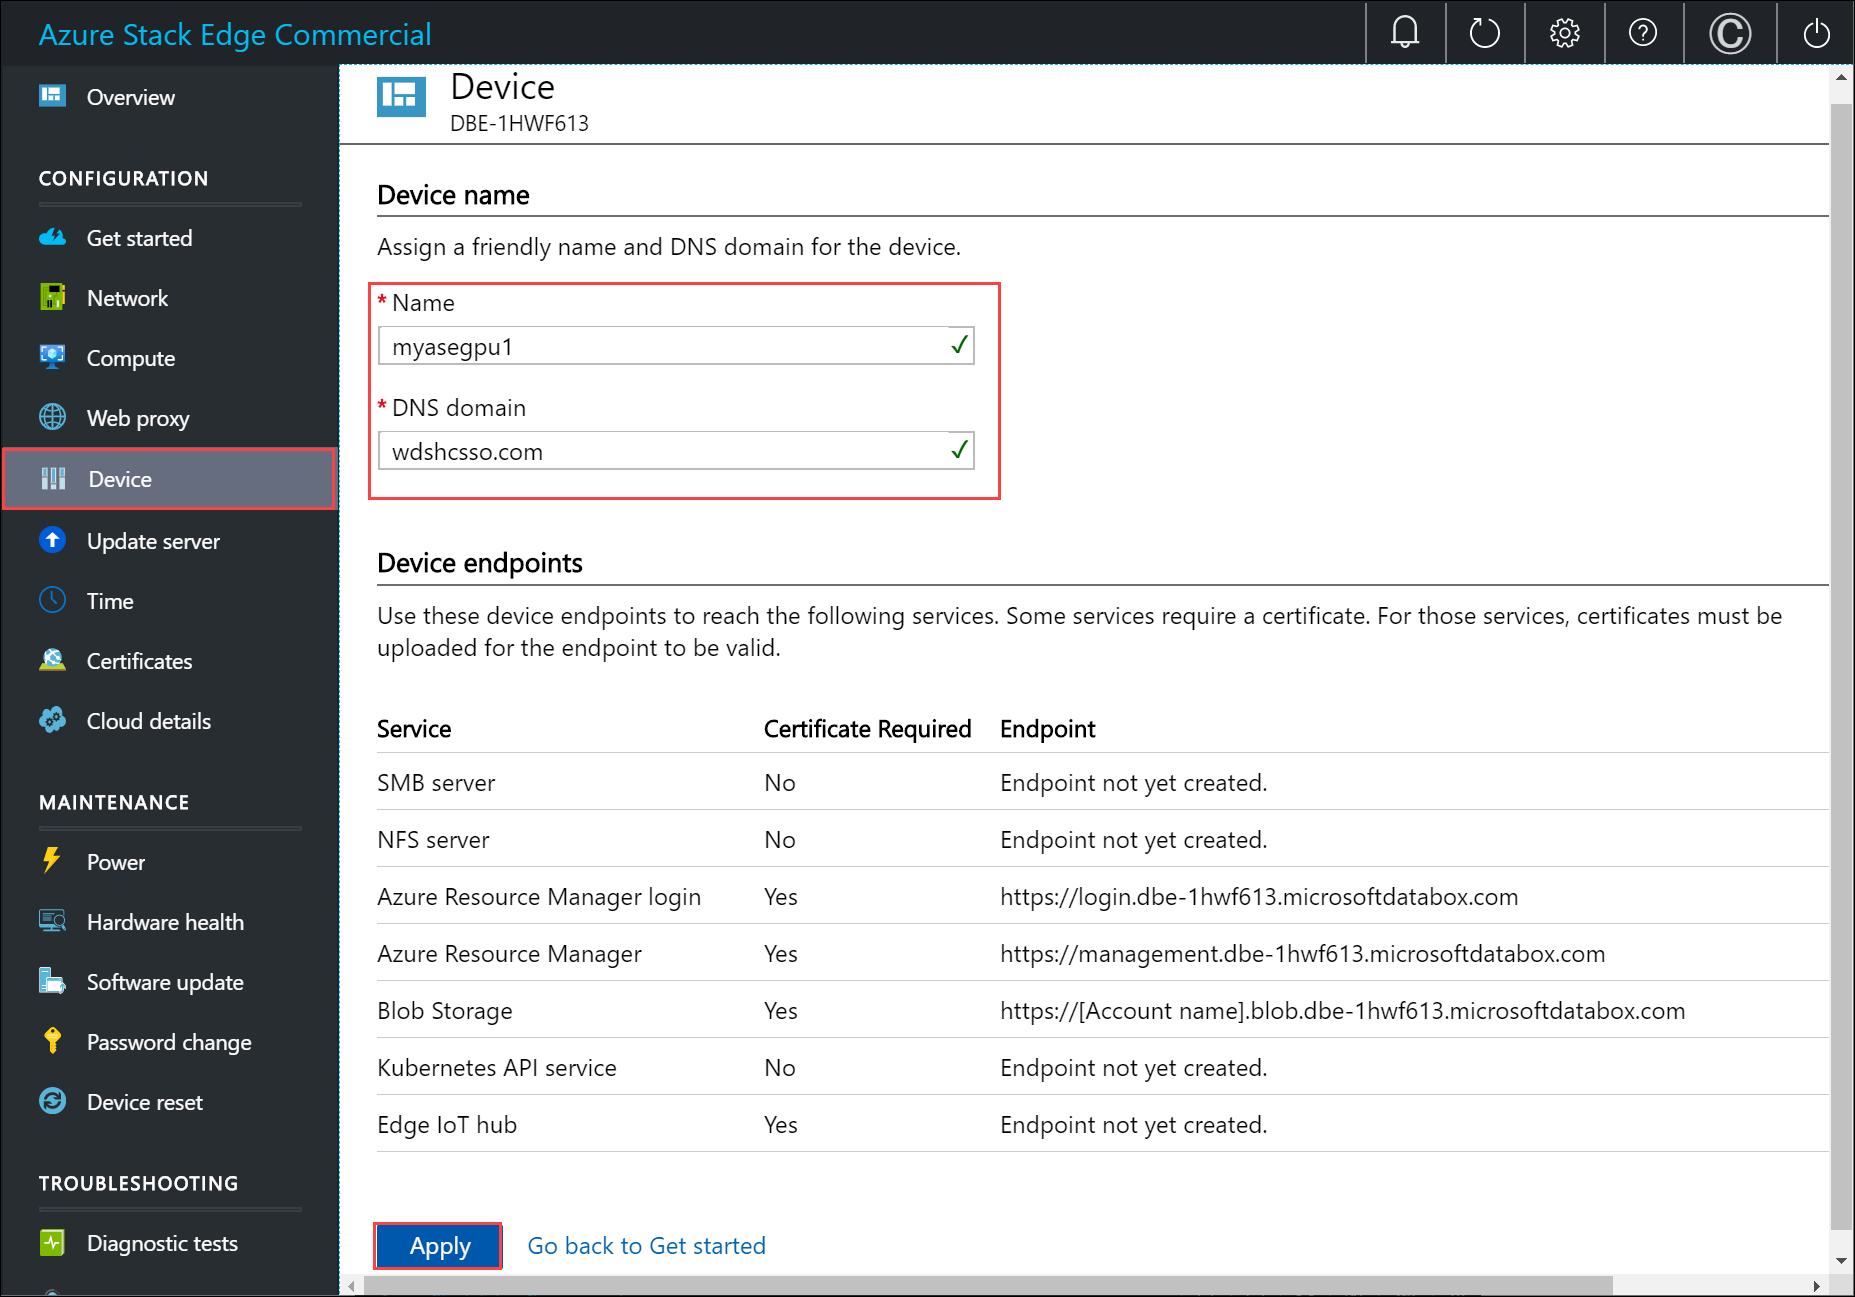 Azure Stack Edge Commercial
Overview
CONFIGURATION
Get started
Network
Compute
Web proxy
Device
Update server
Time
Certificates
Cloud details
MAINTENANCE
Power
Hardware health
Software update
Password change
Device reset
TROUBLESHOOTING
Diagnostic tests
Device
DBE-1HWF613
Device name
Assign a friendly name and DNS domain for the device.
* Name
myasegpu1
* DNS domain
wdshcsso.com
Device endpoints
Use these device endpoints to reach the following services. Some services require a certificate. For those services, certificates must be
uploaded for the endpoint to be valid.
Service Certificate Required Endpoint
SMB server No Endpoint not yet created.
NFS server No Endpoint not yet created.
Azure Resource Manager login Yes https://login.dbe-1hwf613.microsoftdatabox.com
Azure Resource Manager Yes https://management.dbe-1hwf613.microsoftdatabox.com
Blob Storage Yes https://[Account name].blob.dbe-1hwf613.microsoftdatabox.com
Kubernetes API service No Endpoint not yet created.
Edge IoT hub Yes Endpoint not yet created.
Apply Go back to Get started